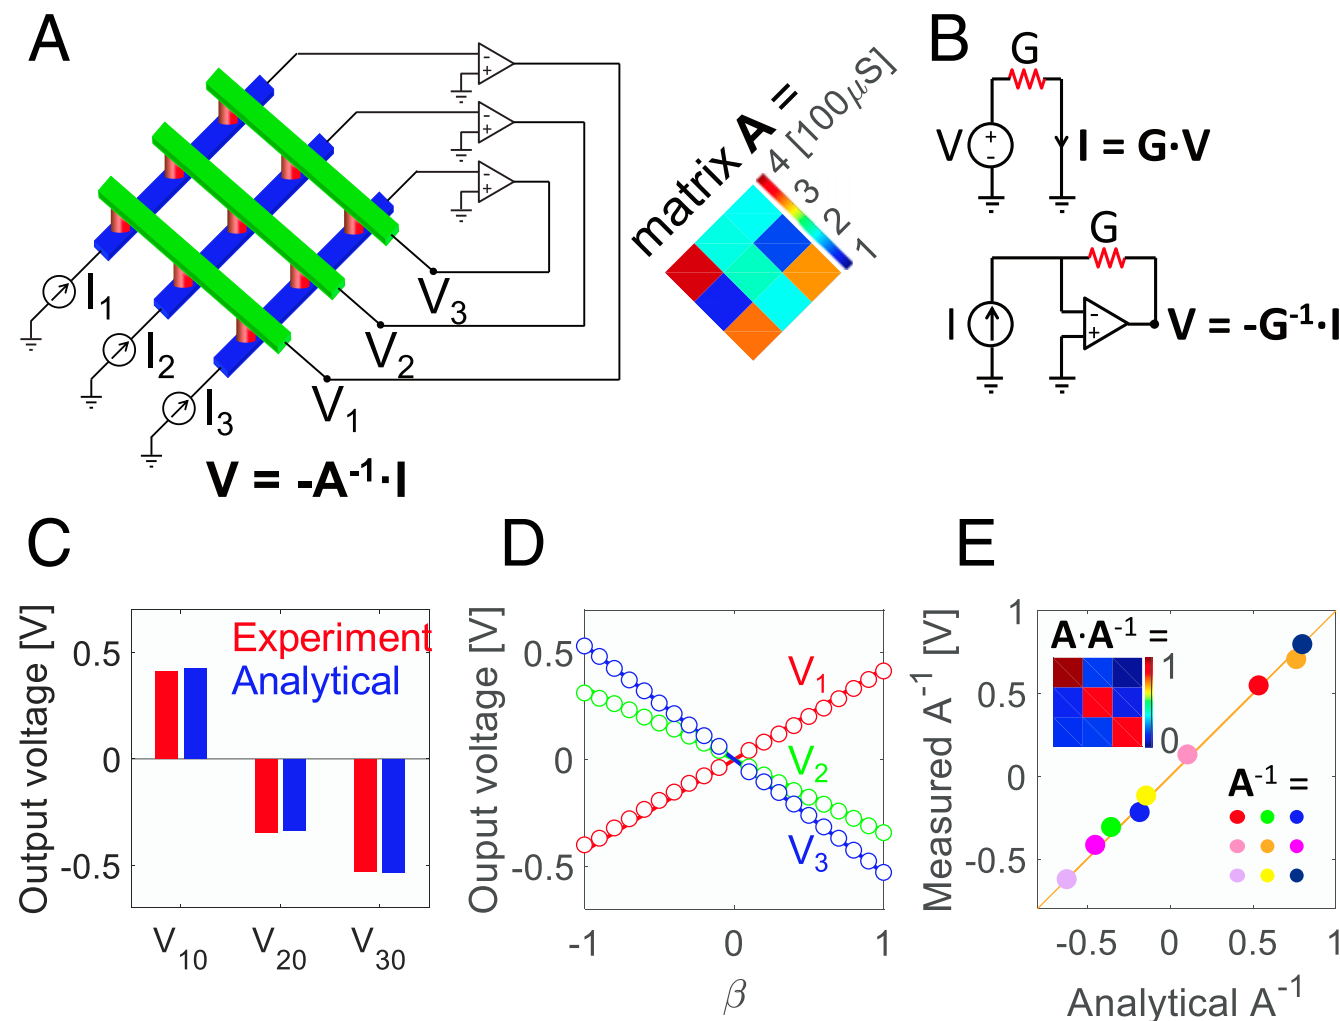 A
matrix A =
4 [100μS]
3
2
1
I1
I2
I3
V3
V2
V1
V = -A⁻¹·I
B
G
V
I = G·V
G
I
V = -G⁻¹·I
C
Output voltage [V]
0.5
0
-0.5
Experiment
Analytical
V10
V20
V30
D
Ouput voltage [V]
0.5
0
-0.5
V1
V2
V3
-1
0
1
β
E
Measured A⁻¹ [V]
1
0.5
0
-0.5
A·A⁻¹ =
1
0
A⁻¹ =
-0.5
0
0.5
1
Analytical A⁻¹